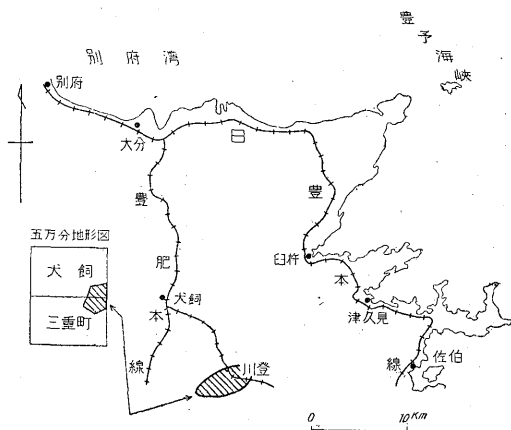 豊予海峡
別府湾
別府
大分
日豊本線
豊肥本線
臼杵
五万分地形図
犬飼
三重町
犬飼
津久見
川登
佐伯
0 10Km